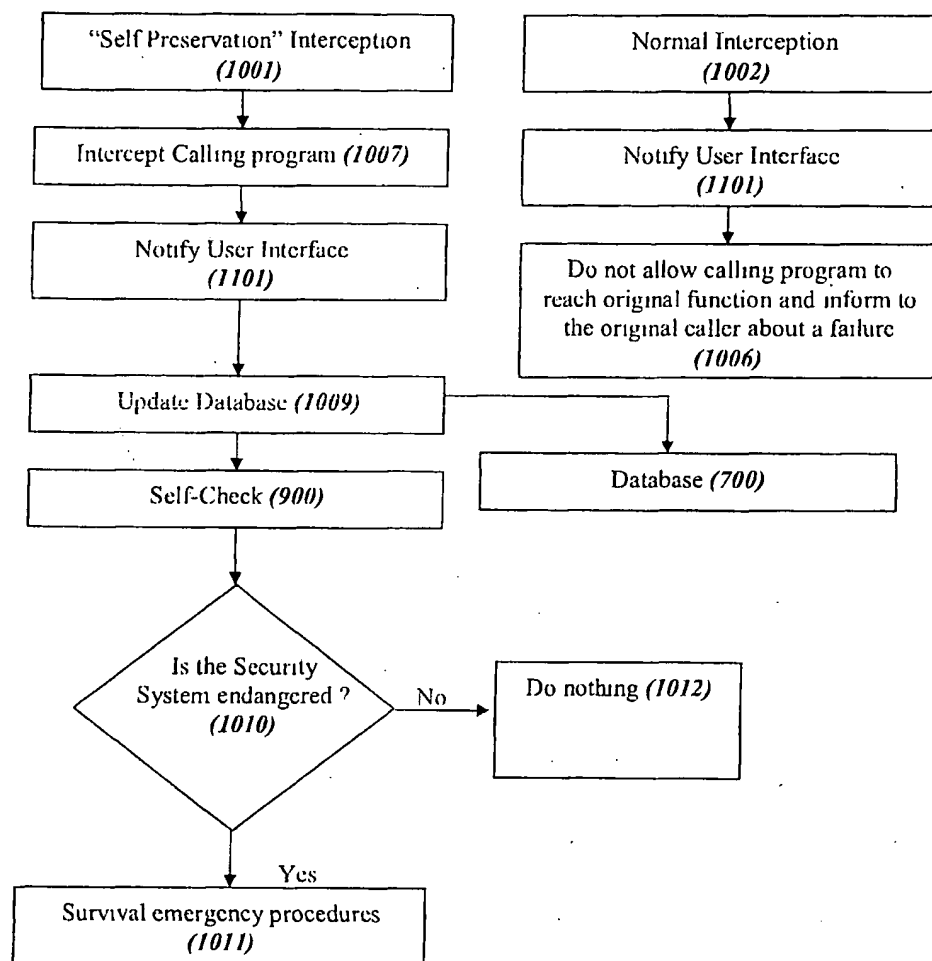 “Self Preservation” Interception
(1001)
Normal Interception
(1002)
Intercept Calling program (1007)
Notify User Interface
(1101)
Notify User Interface
(1101)
Do not allow calling program to
reach original function and inform to
the original caller about a failure
(1006)
Update Database (1009)
Database (700)
Self-Check (900)
Is the Security
System endangered ?
(1010)
No
Do nothing (1012)
Yes
Survival emergency procedures
(1011)